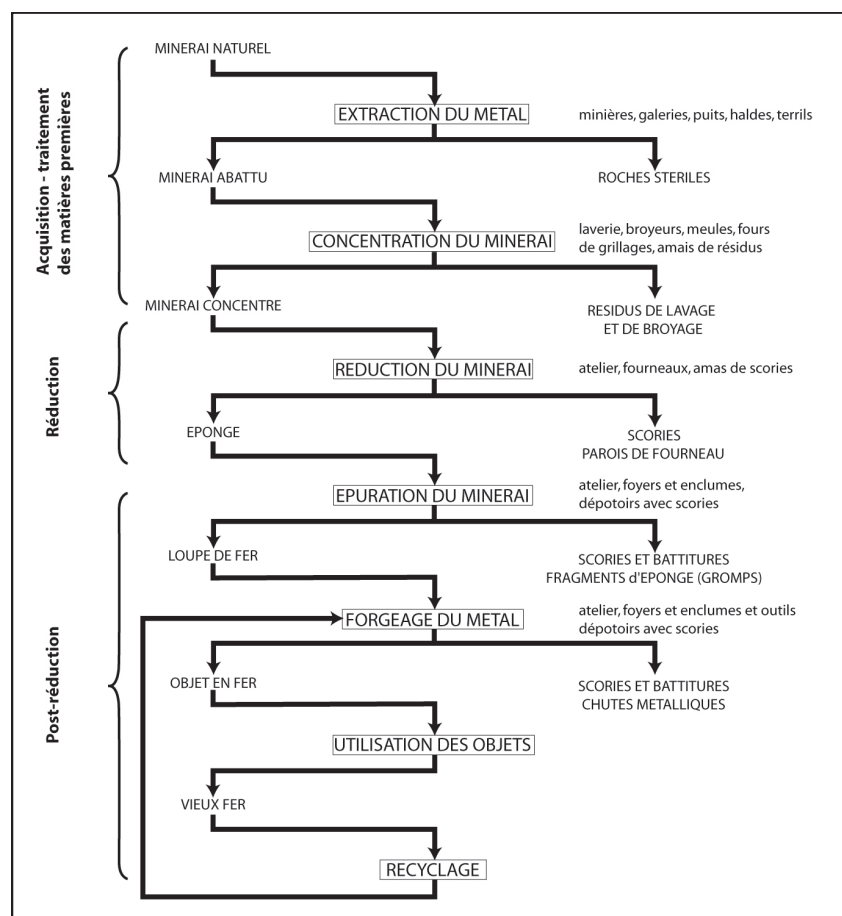 Acquisition - traitement
des matières premières
MINERAI NATUREL
EXTRACTION DU METAL
minières, galeries, puits, haldes, terrils
MINERAI ABATTU
ROCHES STERILES
CONCENTRATION DU MINERAI
laverie, broyeurs, meules, fours
de grillages, amais de résidus
MINERAI CONCENTRE
RESIDUS DE LAVAGE
ET DE BROYAGE
Réduction
REDUCTION DU MINERAI
atelier, fourneaux, amas de scories
EPONGE
SCORIES
PAROIS DE FOURNEAU
Post-réduction
EPURATION DU MINERAI
atelier, foyers et enclumes,
dépotoirs avec scories
LOUPE DE FER
SCORIES ET BATTITURES
FRAGMENTS d'EPONGE (GROMPS)
FORGEAGE DU METAL
atelier, foyers et enclumes et outils
dépotoirs avec scories
OBJET EN FER
SCORIES ET BATTITURES
CHUTES METALLIQUES
UTILISATION DES OBJETS
VIEUX FER
RECYCLAGE